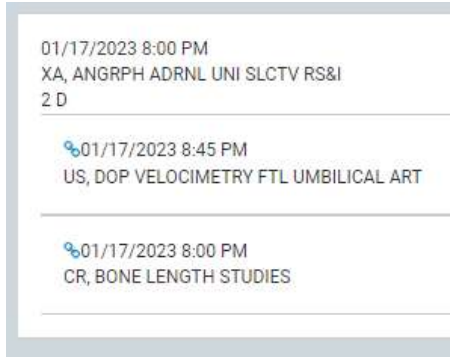 01/17/2023 8:00 PM
XA, ANGRPH ADRNL UNI SLCTV RS&I
2 D
01/17/2023 8:45 PM
US, DOP VELOCIMETRY FTL UMBILICAL ART
01/17/2023 8:00 PM
CR, BONE LENGTH STUDIES